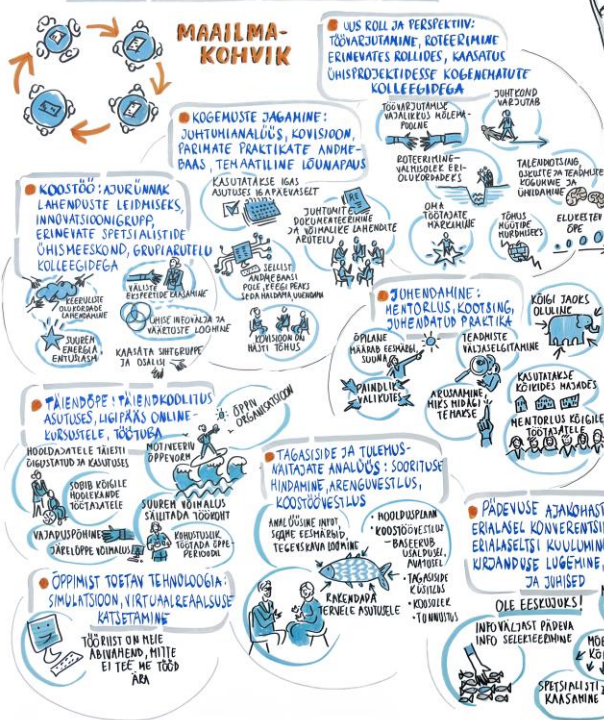 MAAILMA-
KOHVIK
UUS ROLL JA PERSPEKTIIV:
TÖÖVARJUTAMINE, ROTEERIMINE
ERINEVATES ROLLIDES, KAASATUS
ÜHISPROJEKTIDESSE KOGENEMATUTE
KOLLEEGIDEGA
TÖÖVARJUTAMISE
VAJALIKKUS MÕLEMA-
POOLNE
JUHTKOND
VARJUTAB
ROTEERIMINE-
VALMISOLEK ERI-
OLUKORDADEKS
TALENDIOTSING,
OSKUSTE JA TEADMISTE
KOGUMINE JA
ÜHILDAMINE
OMA
TÖÖTAJATE
MÄRKAMINE
TÕHUS
MÜÜTIDE
MURDMISEKS
ELUKESTEV
ÕPE
KOGEMUSTE JAGAMINE:
JUHTUMIANALÜÜS, KOVISIOON,
PARIMATE PRAKTIKATE ANDME-
BAAS, TEMAATILINE LÕUNAPAUS
KASUTATAKSE IGAS
ASUTUSES IGAPÄEVASELT
JUHTUMITE
DOKUMENTEERIMINE
JA VÕIMALIKE LAHENDITE
ARUTELU
SELLIST
ANDMEBAASI
POLE, KEEGI PEAKS
SEDA HALDAMA, UUENDAMA
KOVISIOON ON
HÄSTI TÕHUS
KOOSTÖÖ: AJURÜNNAK
LAHENDUSTE LEIDMISEKS,
INNOVATSIOONIGRUPP,
ERINEVATE SPETSIALISTIDE
ÜHISMEESKOND, GRUPIARUTELU
KOLLEEGIDEGA
KEERULISTE
OLUKORDADE
LAHENDAMINE
VÄLISTE
EKSPERTIDE KAASAMINE
ÜHISE INFOVÄLJA JA
VÄÄRTUSTE LOOMINE
SUUREM
ENERGIA,
ENTUSIASM
KAASATA SIHTGRUPPE
JA OSALISI
JUHENDAMINE:
MENTORLUS, KOOTSING,
JUHENDATUD PRAKTIKA
KÕIGI JAOKS
OLULINE
ÕPILANE
MÄÄRAB EESMÄRGI,
SUUNA
TEADMISTE
VÄLJASELGITAMINE
PAINDLIK
VALIKUTES
ARUSAAMINE,
MIKS MIDAGI
TEMAKSE
KASUTATAKSE
KÕIKIDES MAJADES
MENTORLUS KÕIGILE
TÖÖTAJATELE
TÄIENDÕPE: TÄIENDKOOLITUS
ASUTUSES, LIGIPÄÄS ONLINE-
KURSUSTELE, TÖÖTUBA
ÕPPIV
ORGANISATSIOON
HOOLDAJATELE TÄIESTI
ÕIGUSTATUD JA KASUTUSES
MOTIVEERIV
ÕPPEVORM
SOBIB KÕIGILE
HOOLEKANDE
TÖÖTAJATELE
SUUREM VÕIMALUS
SÄILITADA TÖÖKOHT
VAJADUSPÕHINE
JÄRELÕPPE VÕIMALUS
KOHUSTUSLIK
TÖÖTADA ÕPPE-
PERIOODIL
TAGASISIDE JA TULEMUS-
NÄITAJATE ANALÜÜS: SOORITUSE
HINDAMINE, ARENGUVESTLUS,
KOOSTÖÖVESTLUS
ANALÜÜSIME INFOT,
SEAME EESMÄRGID,
TEGEVUSKAVA LOOMINE
• HOOLDUSPLAAN
• KOOSTÖÖVESTLUS
- BASEERUB
USALDUSEL,
AVATUSEL
• TAGASISIDE
KÜSITLUS
• KOOSOLEK
• TUNNUSTUS
RAKENDADA
TERVELE ASUTUSELE
PÄDEVUSE AJAKOHAST
ERIALASEL KONVERENTSI
ERIALASELTSI KUULUMIN
KIRJANDUSE LUGEMINE,
JA JUHISED
OLE EESKUJUKS!
INFOVÄLJAST PÄDEVA
INFO SELEKTEERIMINE
SPETSIALISTI
KAASAMINE
ÕPPIMIST TOETAV TEHNOLOOGIA:
SIMULATSIOON, VIRTUAALREAALSUSE
KATSETAMINE
TÖÖRIIST ON MEIE
ABIVAHEND, MITTE
EI TEE ME TÖÖD
ÄRA